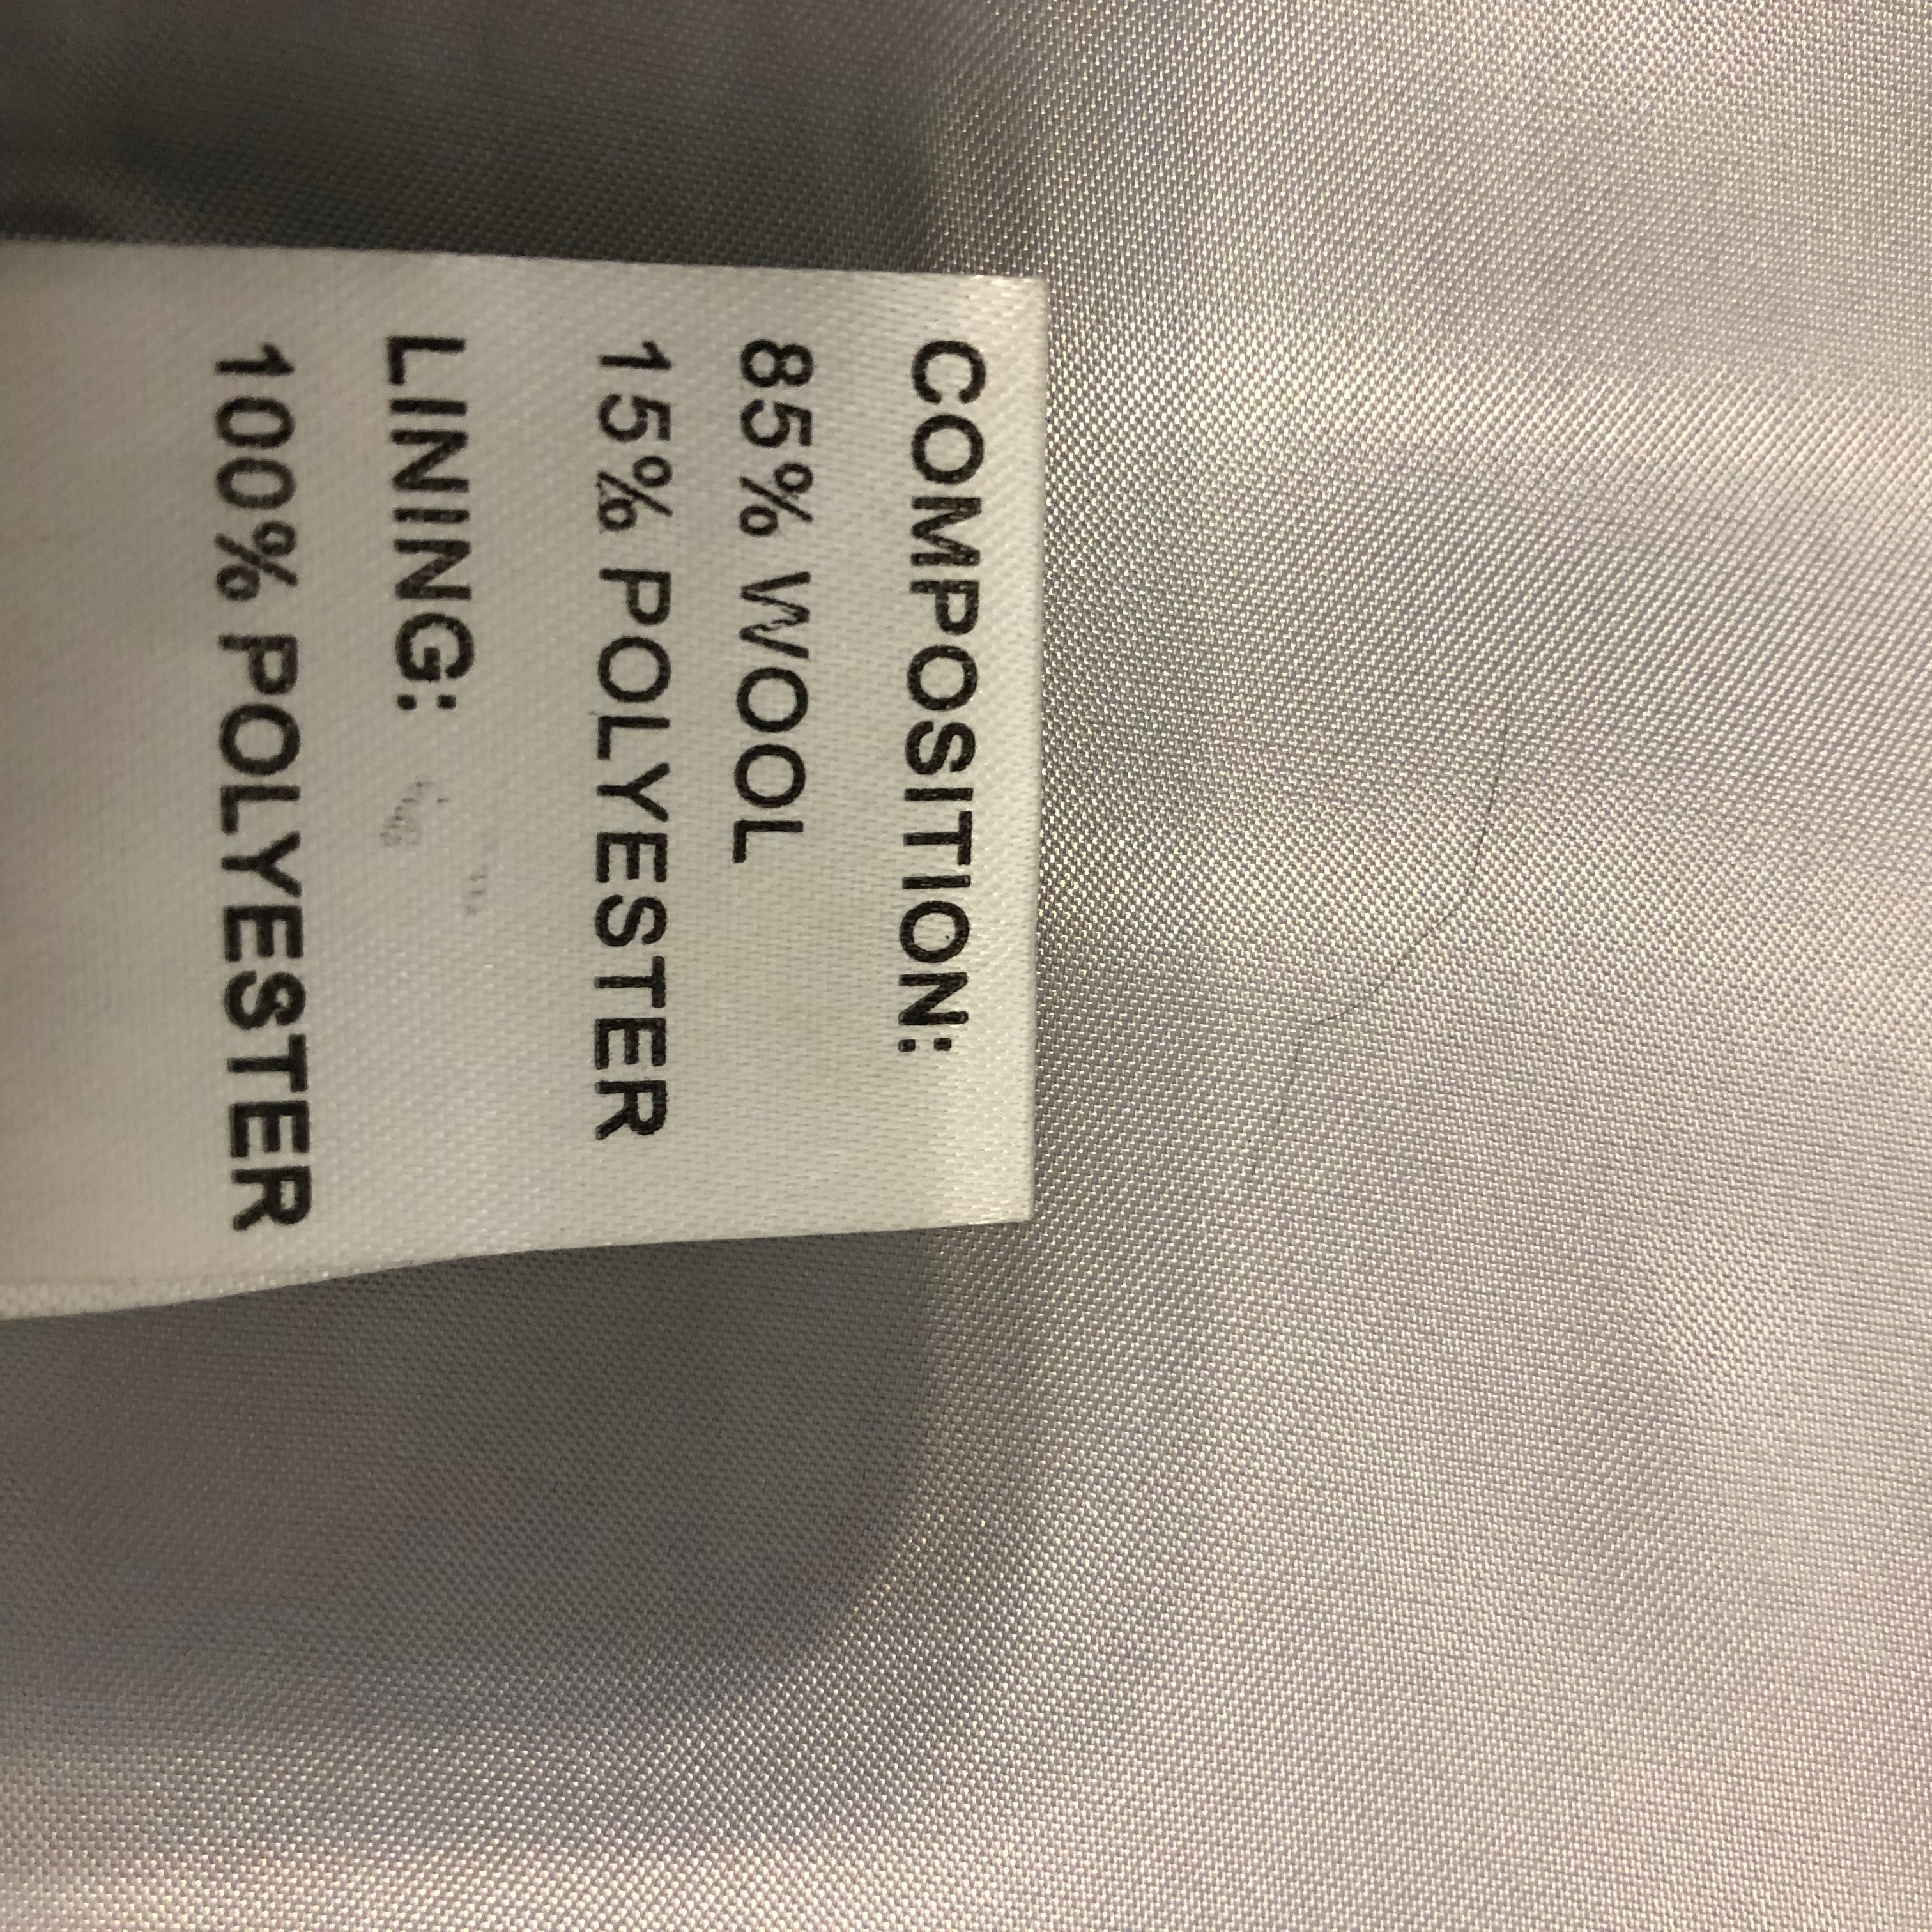 COMPOSITION:
85% WOOL
15% POLYESTER
LINING:
100% POLYESTER